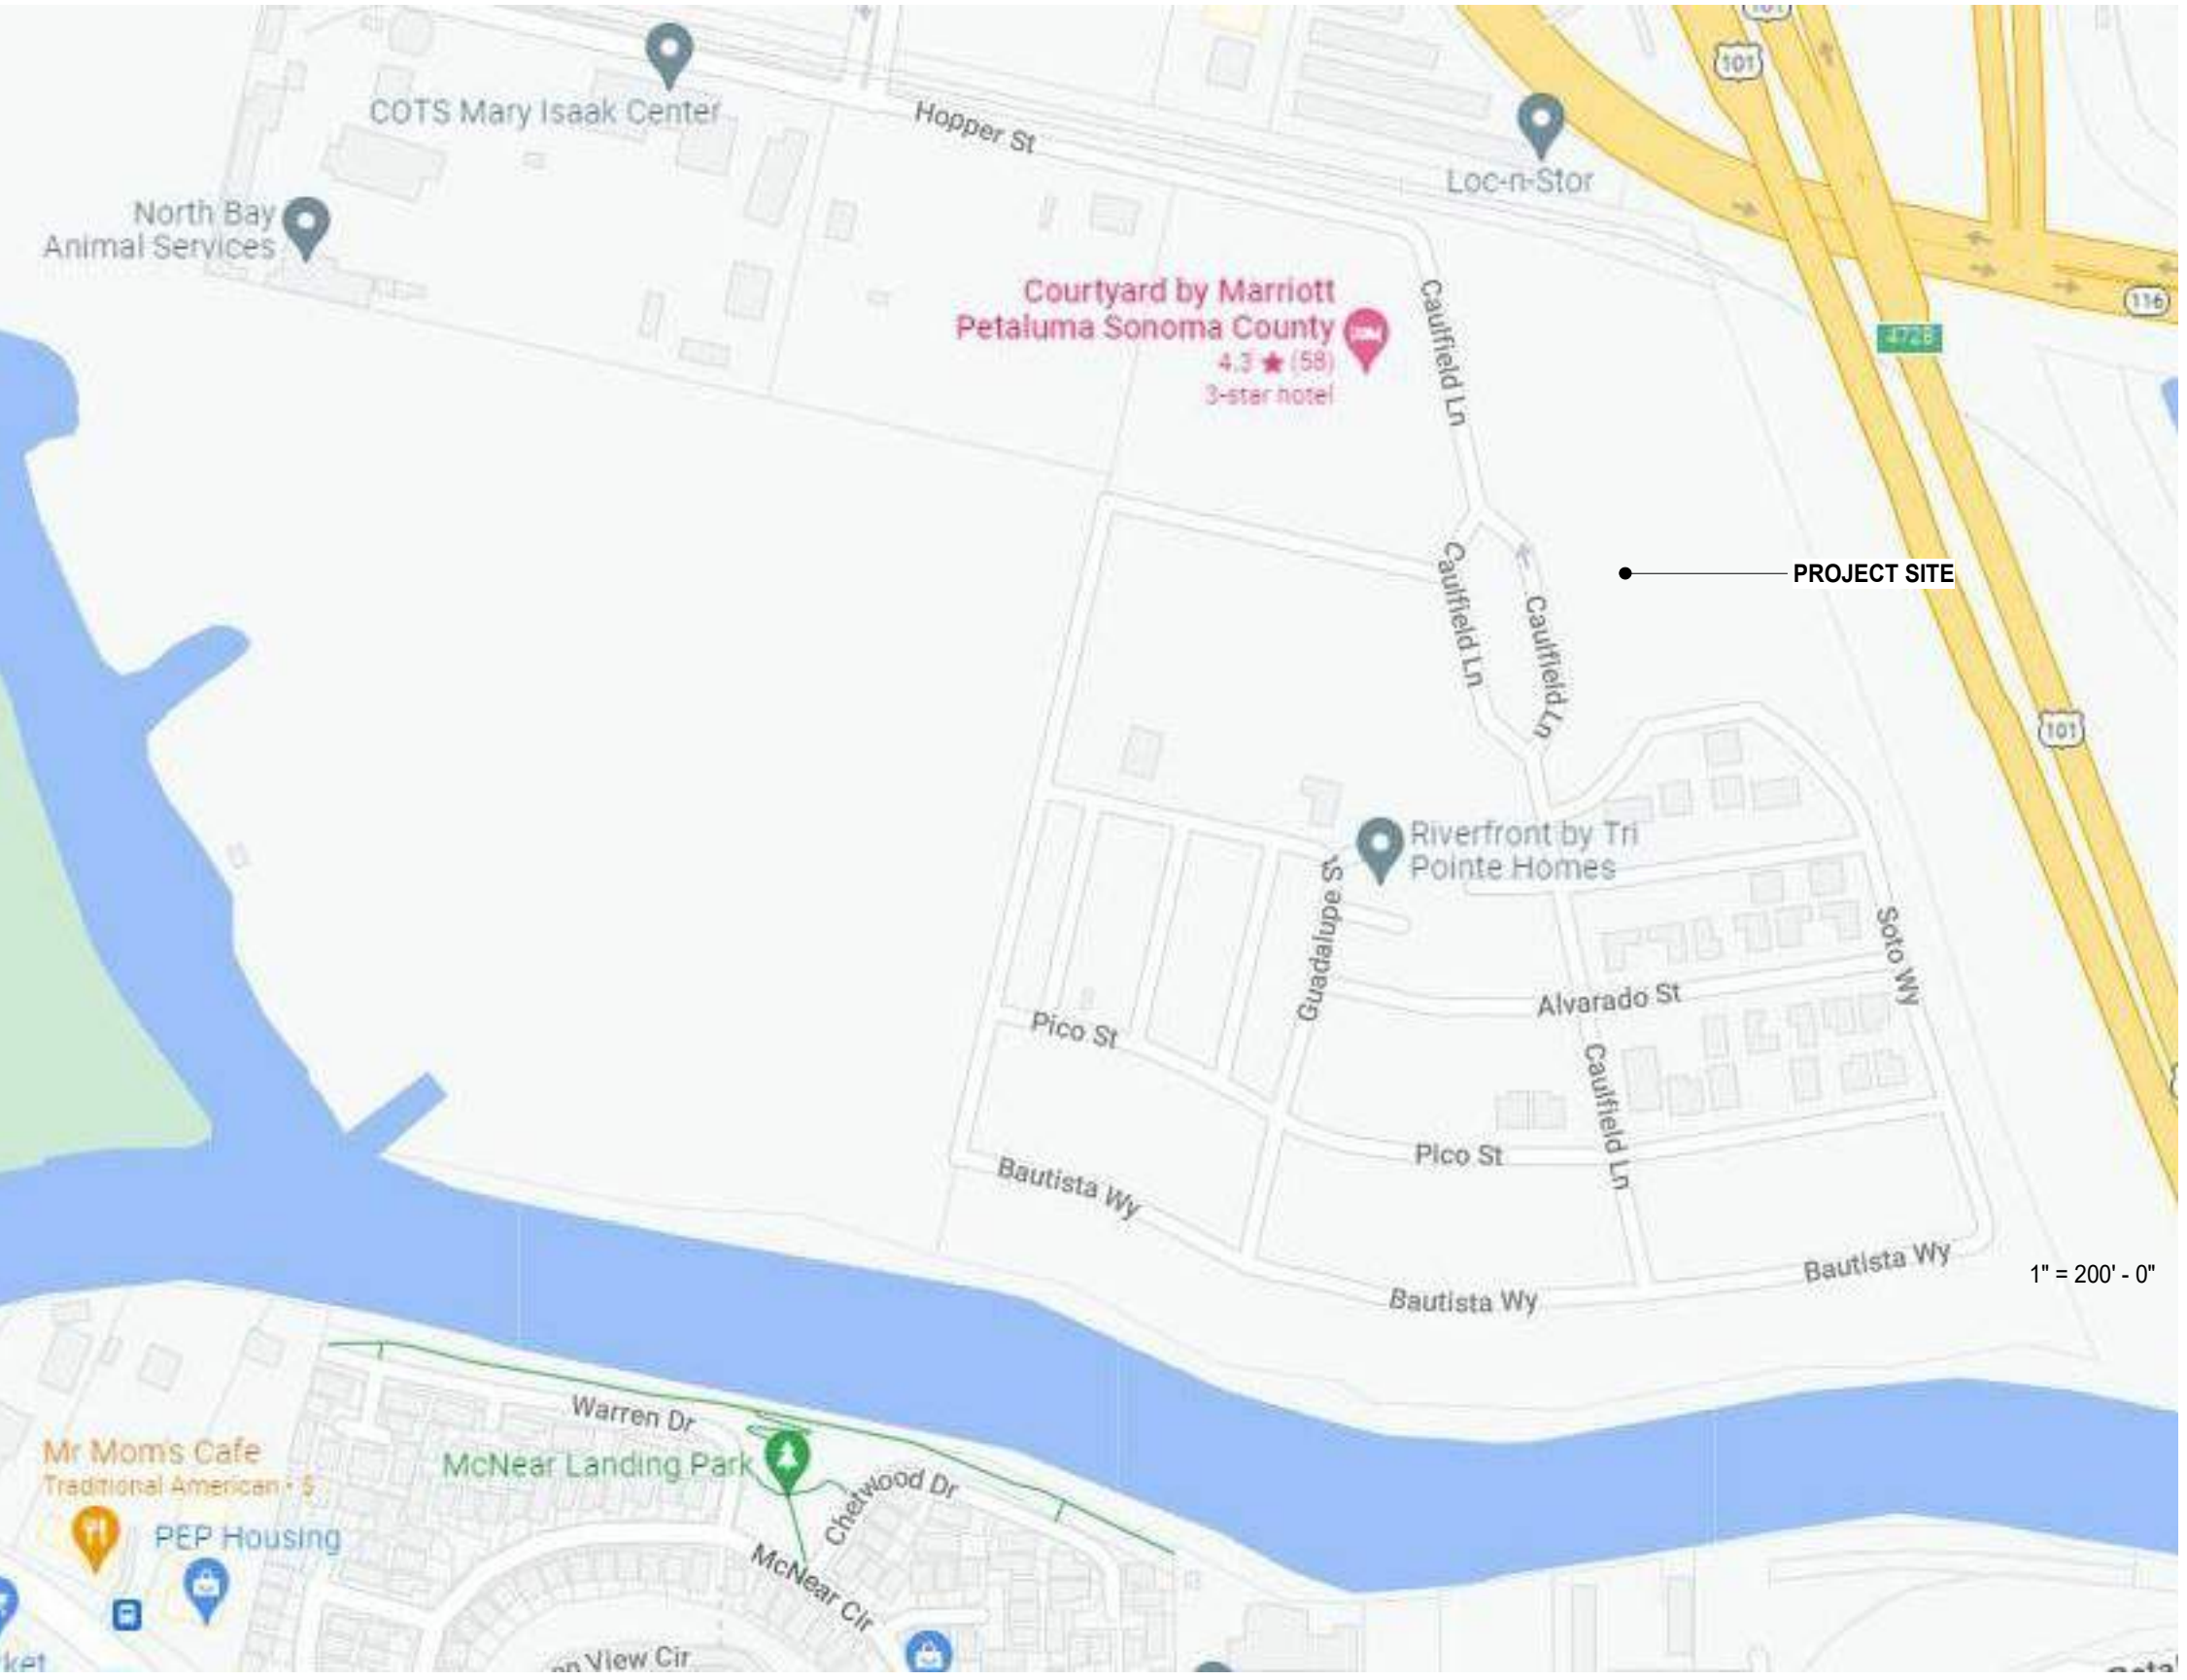 101
101
COTS Mary Isaak Center
Hopper St
Loc-n-Stor
North Bay
Animal Services
Courtyard by Marriott
Petaluma Sonoma County
4.3 ★ (58)
3-star hotel
Caulfield Ln
116
472B
Caulfield Ln
Caulfield Ln
PROJECT SITE
101
Riverfront by Tri
Pointe Homes
Guadalupe St
Soto Wy
Alvarado St
Pico St
Caulfield Ln
Pico St
Bautista Wy
Bautista Wy
Bautista Wy
1" = 200' - 0"
Warren Dr
McNear Landing Park
Chetwood Dr
Mr Mom's Cafe
Traditional American • $
PEP Housing
McNear Cir
View Cir